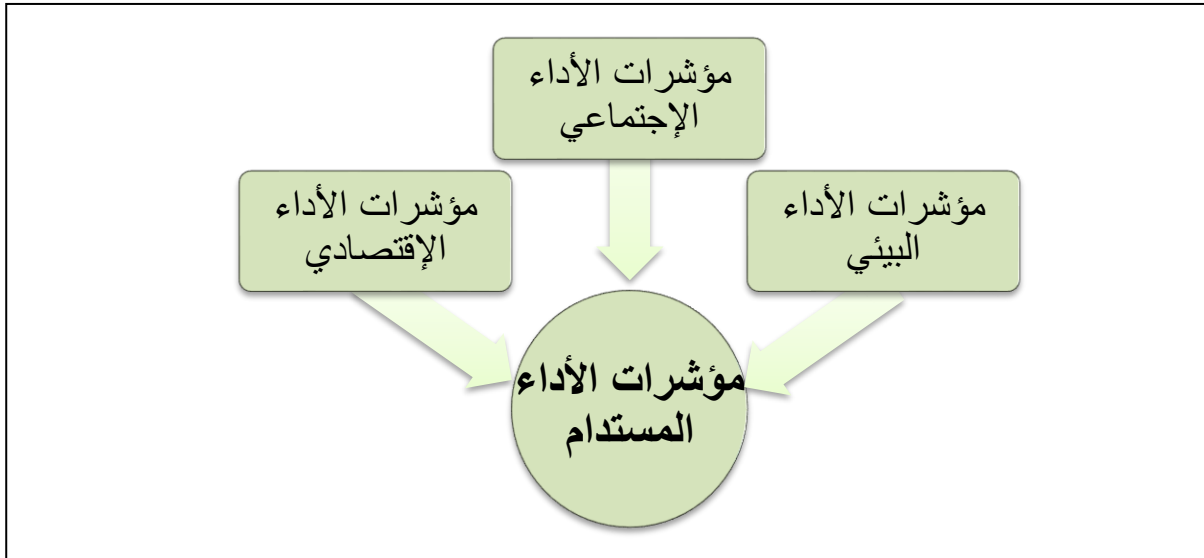 مؤشرات الأداء
الإجتماعي
مؤشرات الأداء
البيئي
مؤشرات الأداء
الإقتصادي
مؤشرات الأداء
المستدام